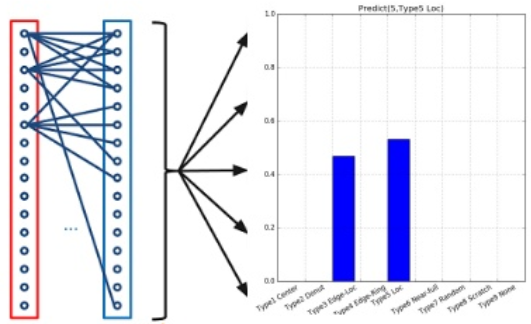 Predict(5,Type5 Loc)
1.0
0.8
0.6
0.4
0.2
0.0
Type1 Center
Type2 Donut
Type3 Edge-Loc
Type4 Edge-Ring
Type5 Loc
Type6 Near-full
Type7 Random
Type8 Scratch
Type9 None
...